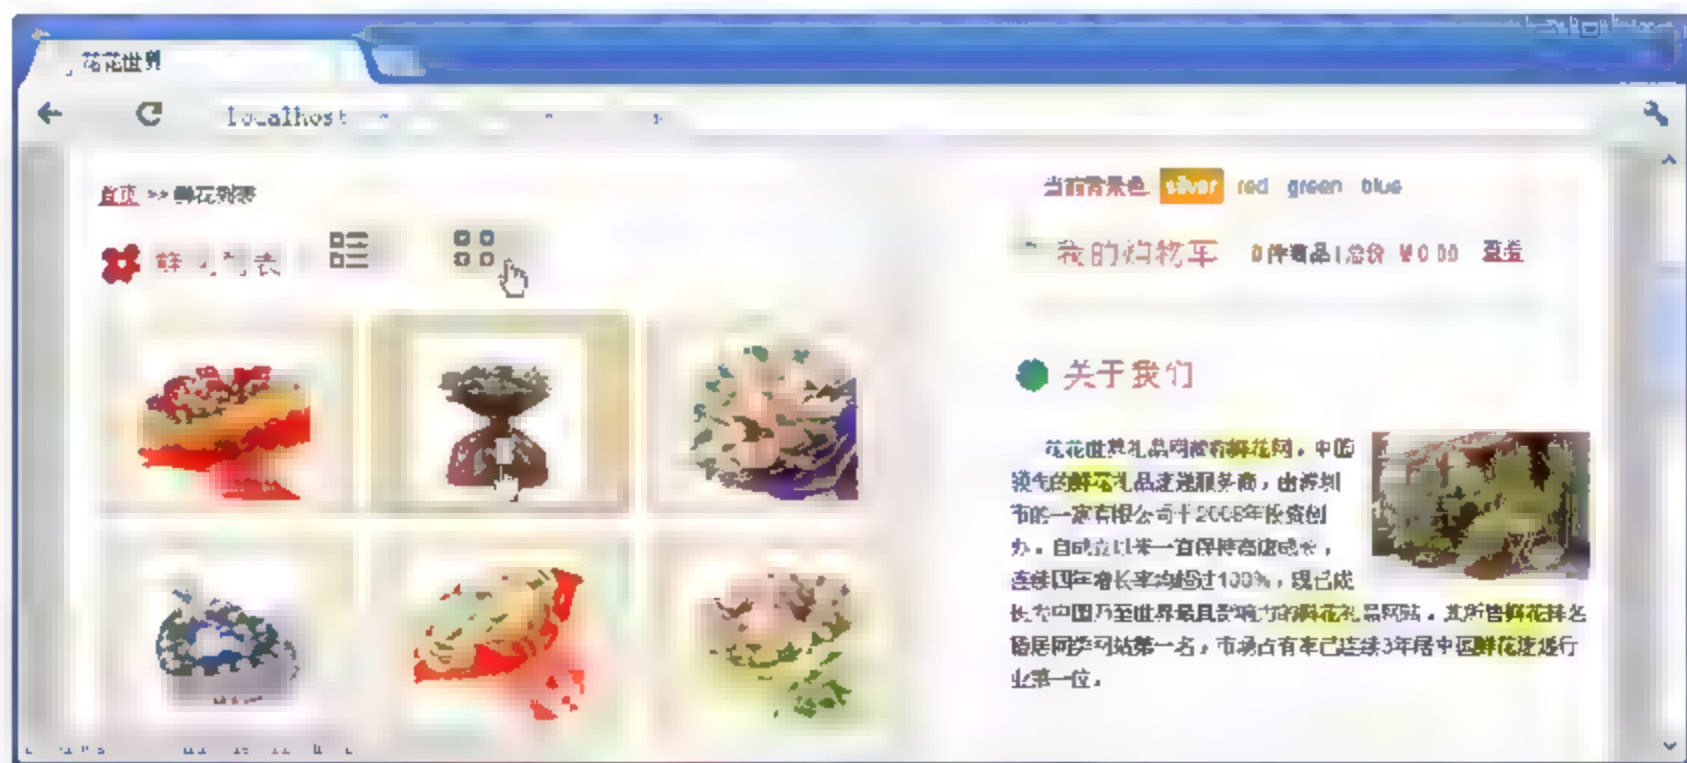 花花世界
localhost
首页 >> 鲜花列表
鲜花列表
当前背景色 silver red green blue
我的购物车 0件商品|总价 ￥0.00 查看
关于我们
花花世界礼品网被称鲜花网，中国
领先的鲜花礼品速递服务商，由深圳
市的一家有限公司于2008年投资创
办。自成立以来一直保持高速成长，
连续四年增长率均超过100%，现已成
长为中国乃至世界最具影响力的鲜花礼品网站。其所售鲜花排名
稳居同类网站第一名，市场占有率已连续3年居中国鲜花速递行
业第一位。